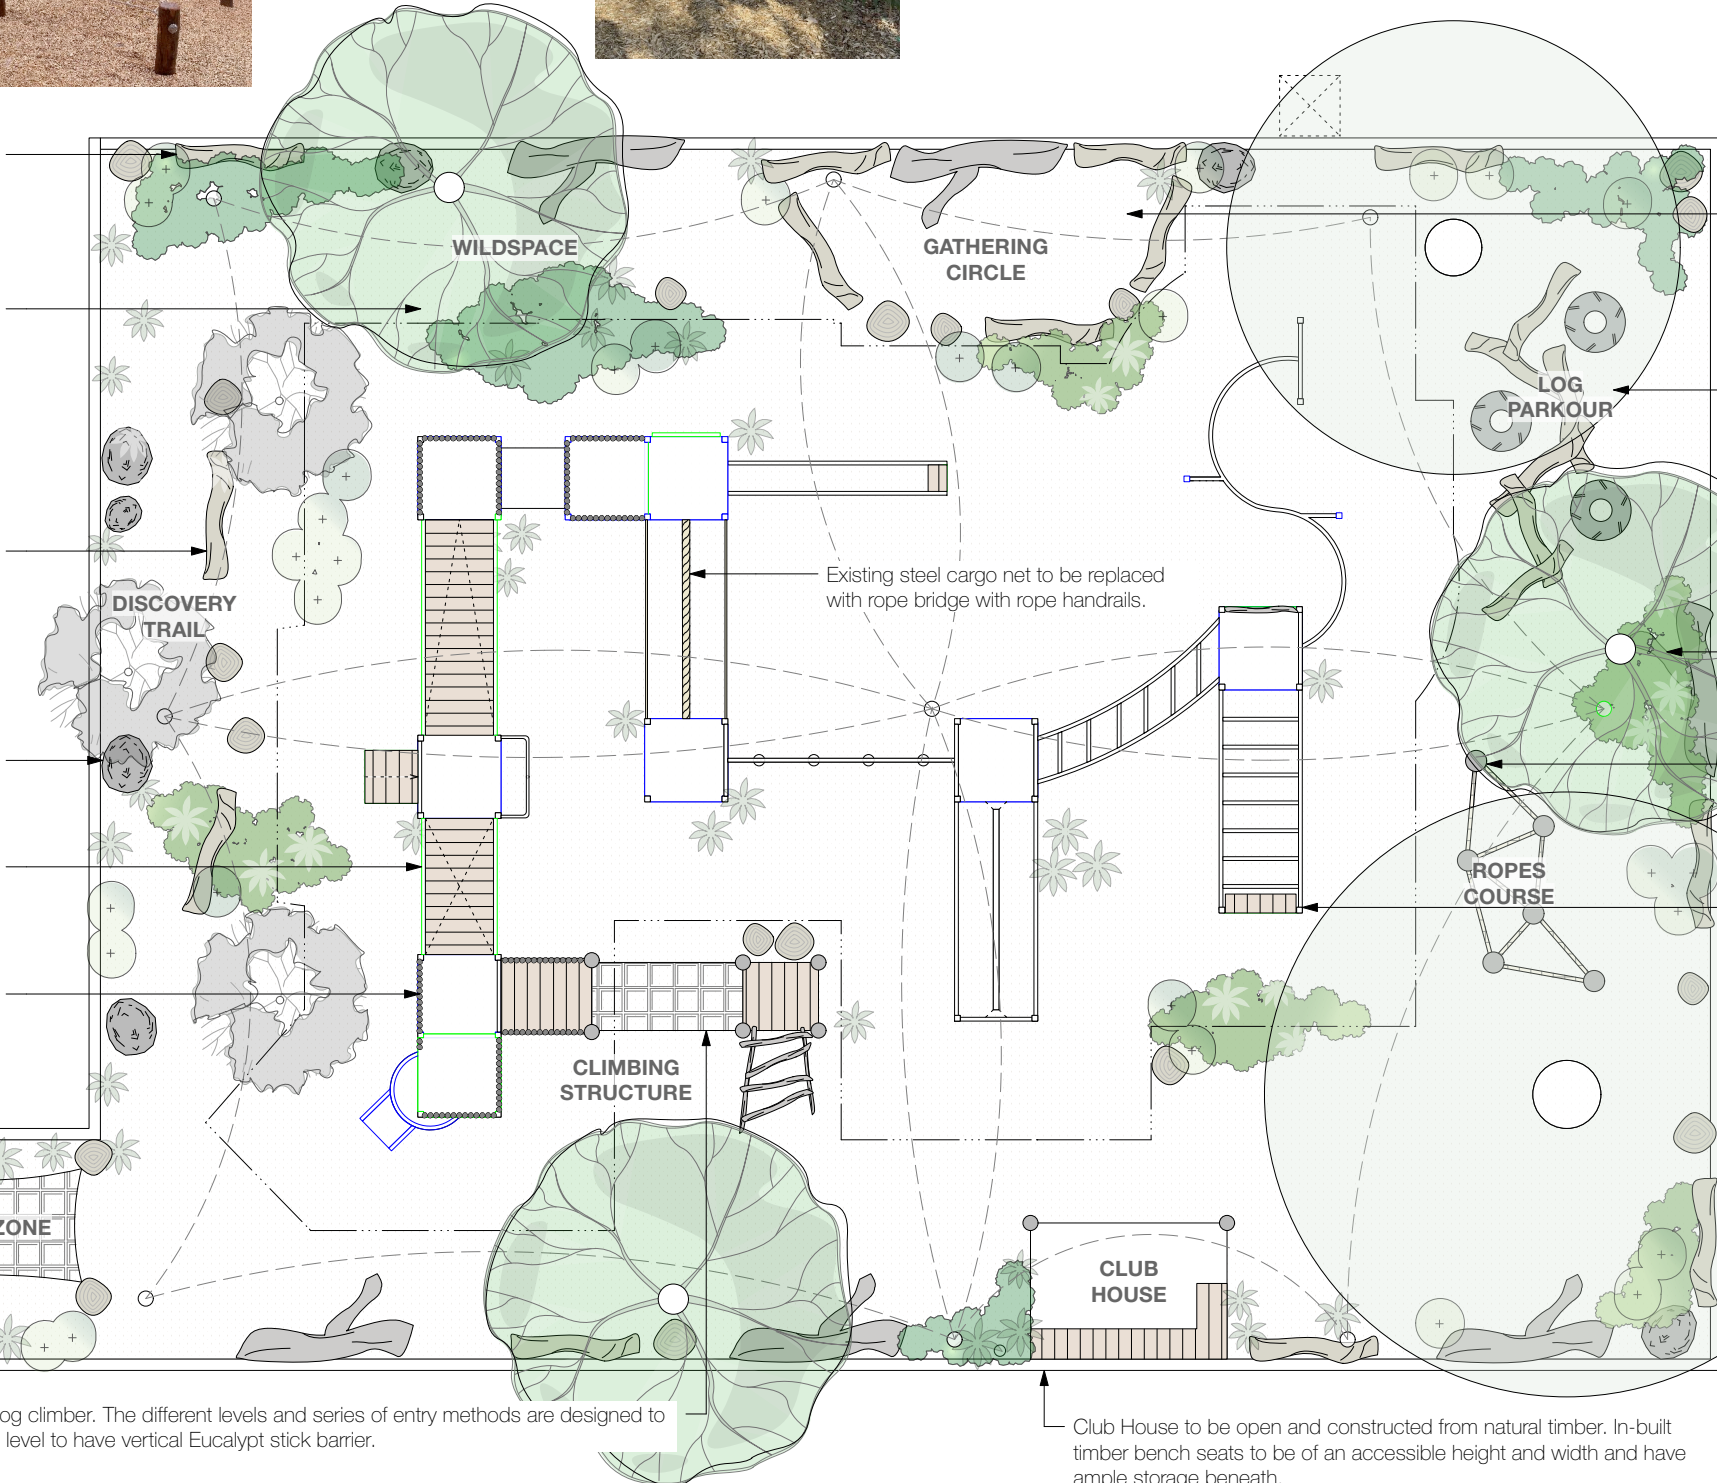 WILDSPACE
GATHERING
CIRCLE
LOG
PARKOUR
Existing steel cargo net to be replaced
with rope bridge with rope handrails.
DISCOVERY
TRAIL
ROPES
COURSE
CLIMBING
STRUCTURE
ZONE
CLUB
HOUSE
og climber. The different levels and series of entry methods are designed to
level to have vertical Eucalypt stick barrier.
Club House to be open and constructed from natural timber. In-built
timber bench seats to be of an accessible height and width and have
ample storage beneath.